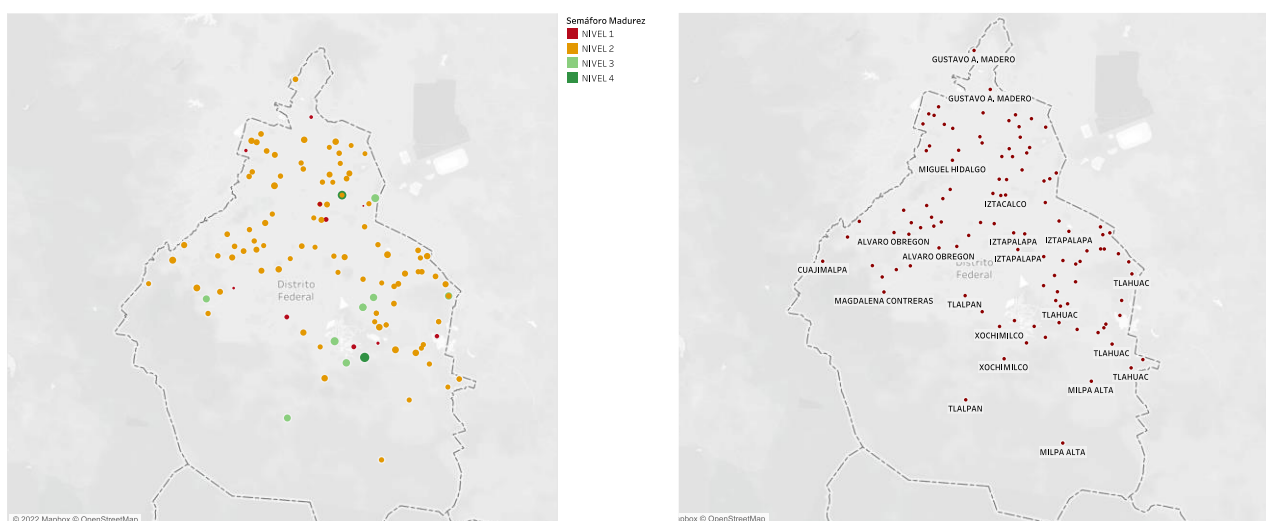 Semáforo Madurez
NIVEL 1
NIVEL 2
NIVEL 3
NIVEL 4
Distrito
Federal
© 2022 Mapbox © OpenStreetMap
GUSTAVO A, MADERO
GUSTAVO A, MADERO
MIGUEL HIDALGO
IZTACALCO
ALVARO OBREGON
IZTAPALAPA
IZTAPALAPA
ALVARO OBREGON
IZTAPALAPA
Distrito
Federal
CUAJIMALPA
TLAHUAC
MAGDALENA CONTRERAS
TLALPAN
TLAHUAC
XOCHIMILCO
TLAHUAC
XOCHIMILCO
TLAHUAC
MILPA ALTA
TLALPAN
MILPA ALTA
pbox © OpenStreetMap